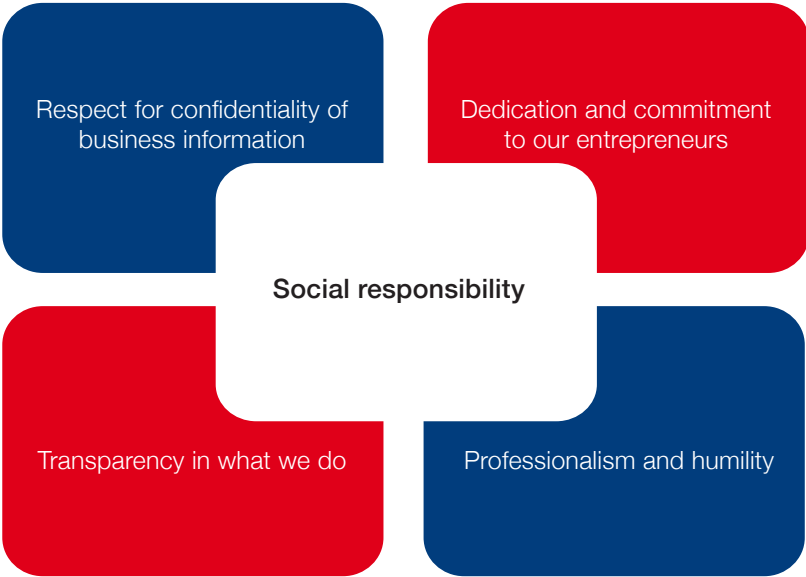 Respect for confidentiality of
business information
Dedication and commitment
to our entrepreneurs
Social responsibility
Transparency in what we do
Professionalism and humility